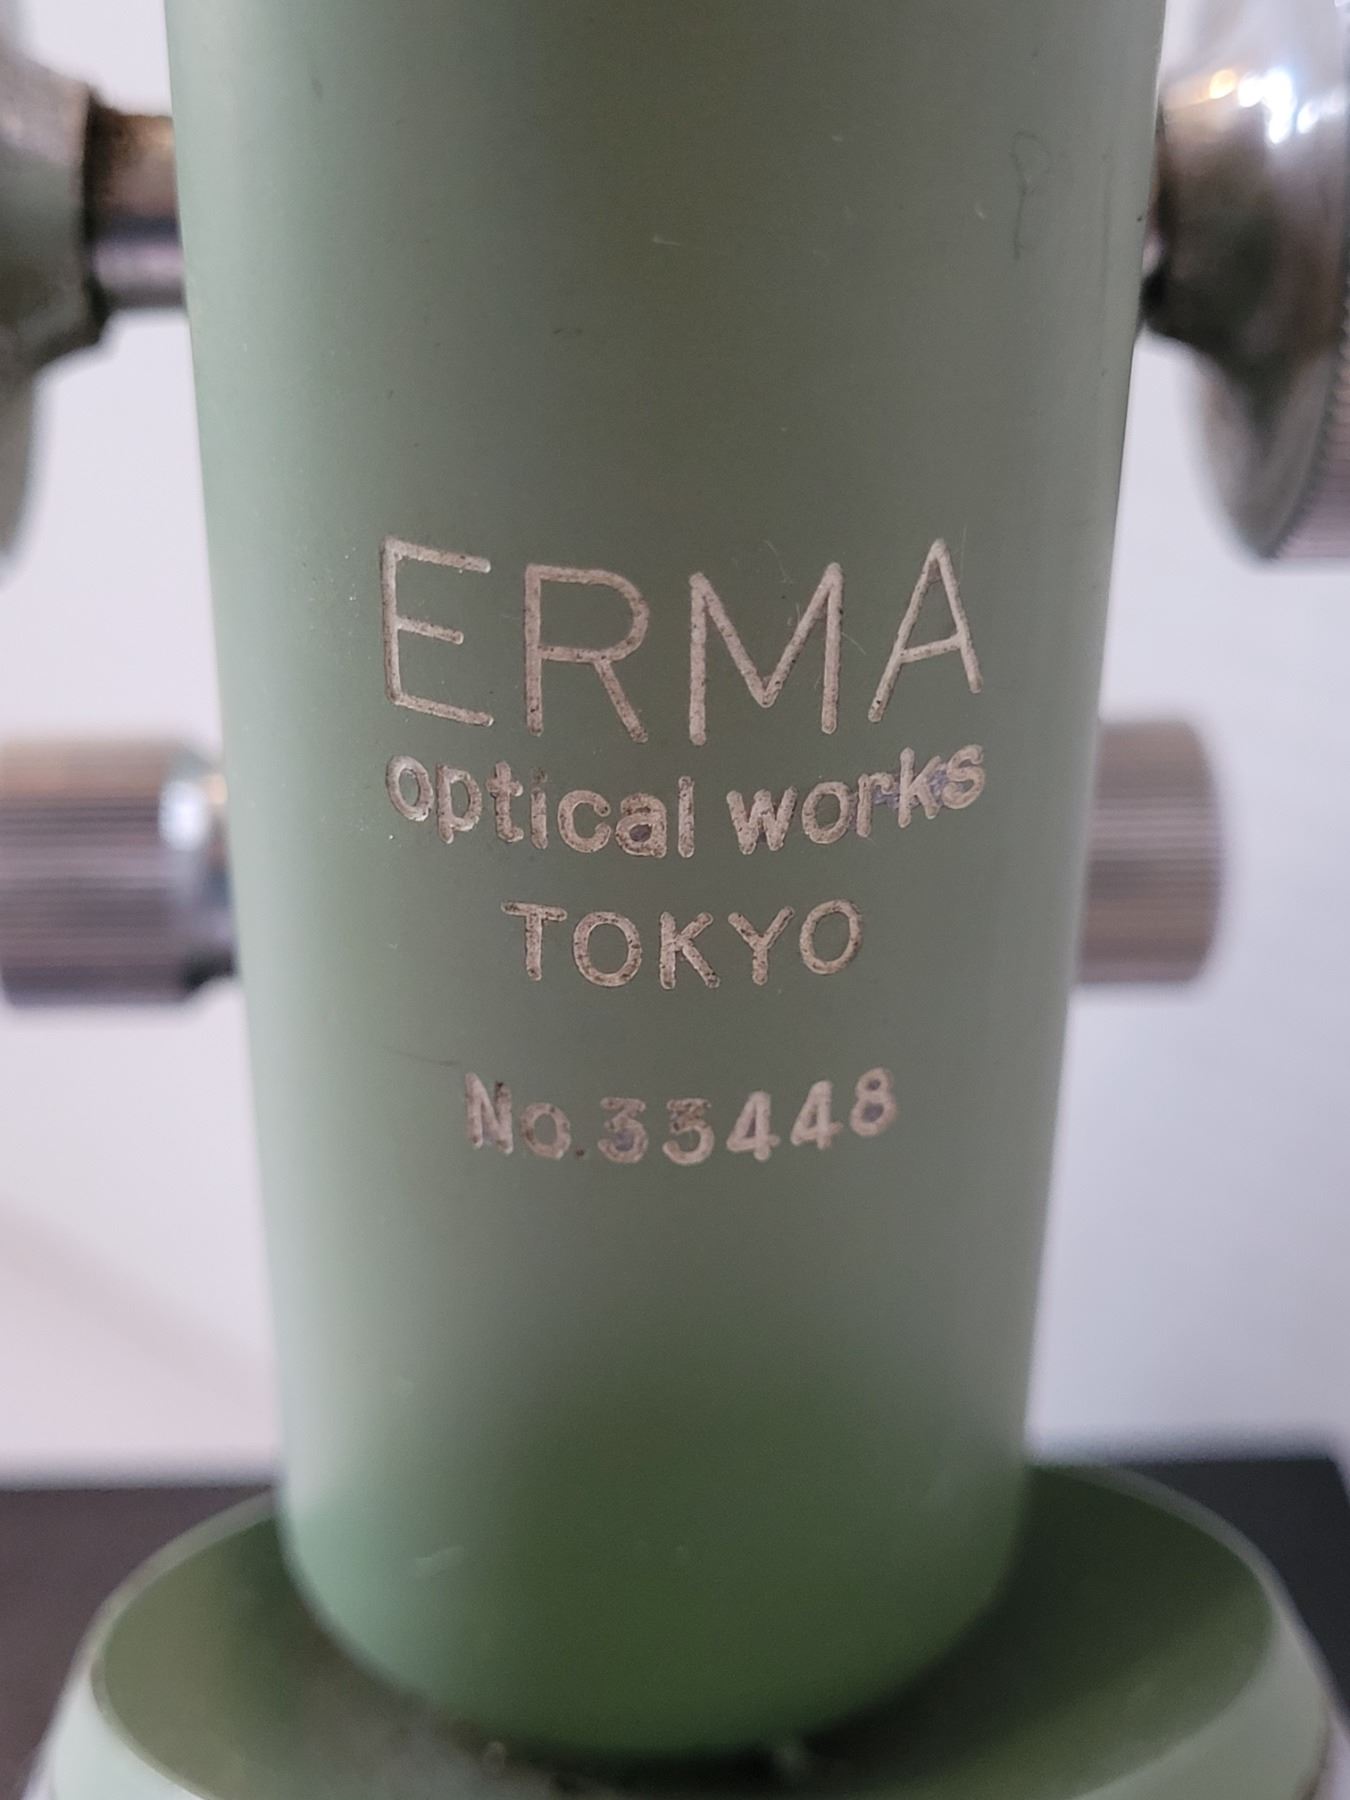 ERMA
optical works
TOKYO
No.33448